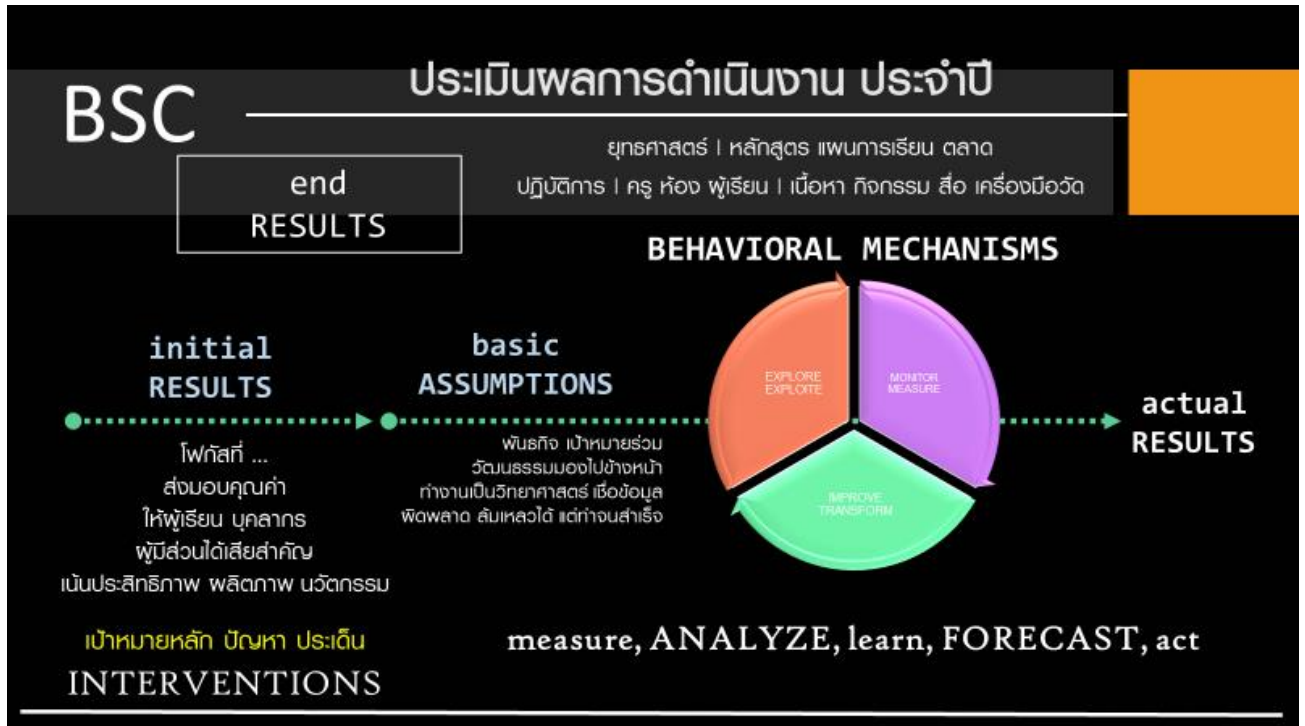 ประเมินผลการดำเนินงาน ประจำปี
BSC
ยุทธศาสตร์ | หลักสูตร แผนการเรียน ตลาด
ปฏิบัติการ | ครู ห้อง ผู้เรียน | เนื้อหา กิจกรรม สื่อ เครื่องมือวัด
end
RESULTS
BEHAVIORAL MECHANISMS
initial
RESULTS
basic
ASSUMPTIONS
EXPLORE
EXPLOITE
MONITOR
MEASURE
IMPROVE
TRANSFORM
actual
RESULTS
โฟกัสที่ ...
ส่งมอบคุณค่า
ให้ผู้เรียน บุคลากร
ผู้มีส่วนได้เสียสำคัญ
เน้นประสิทธิภาพ ผลิตภาพ นวัตกรรม
พันธกิจ เป้าหมายร่วม
วัฒนธรรมมองไปข้างหน้า
ทำงานเป็นวิทยาศาสตร์ เชื่อข้อมูล
ผิดพลาด ล้มเหลวได้ แต่ทำจนสำเร็จ
เป้าหมายหลัก ปัญหา ประเด็น
INTERVENTIONS
measure, ANALYZE, learn, FORECAST, act